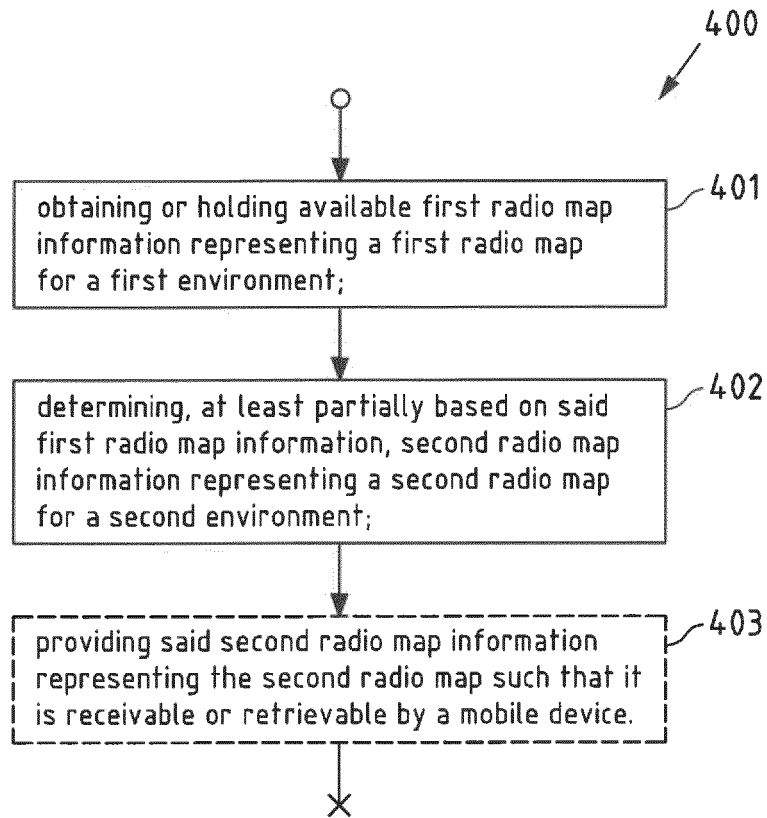 400
401
obtaining or holding available first radio map
information representing a first radio map
for a first environment;
402
determining, at least partially based on said
first radio map information, second radio map
information representing a second radio map
for a second environment;
403
providing said second radio map information
representing the second radio map such that it
is receivable or retrievable by a mobile device.